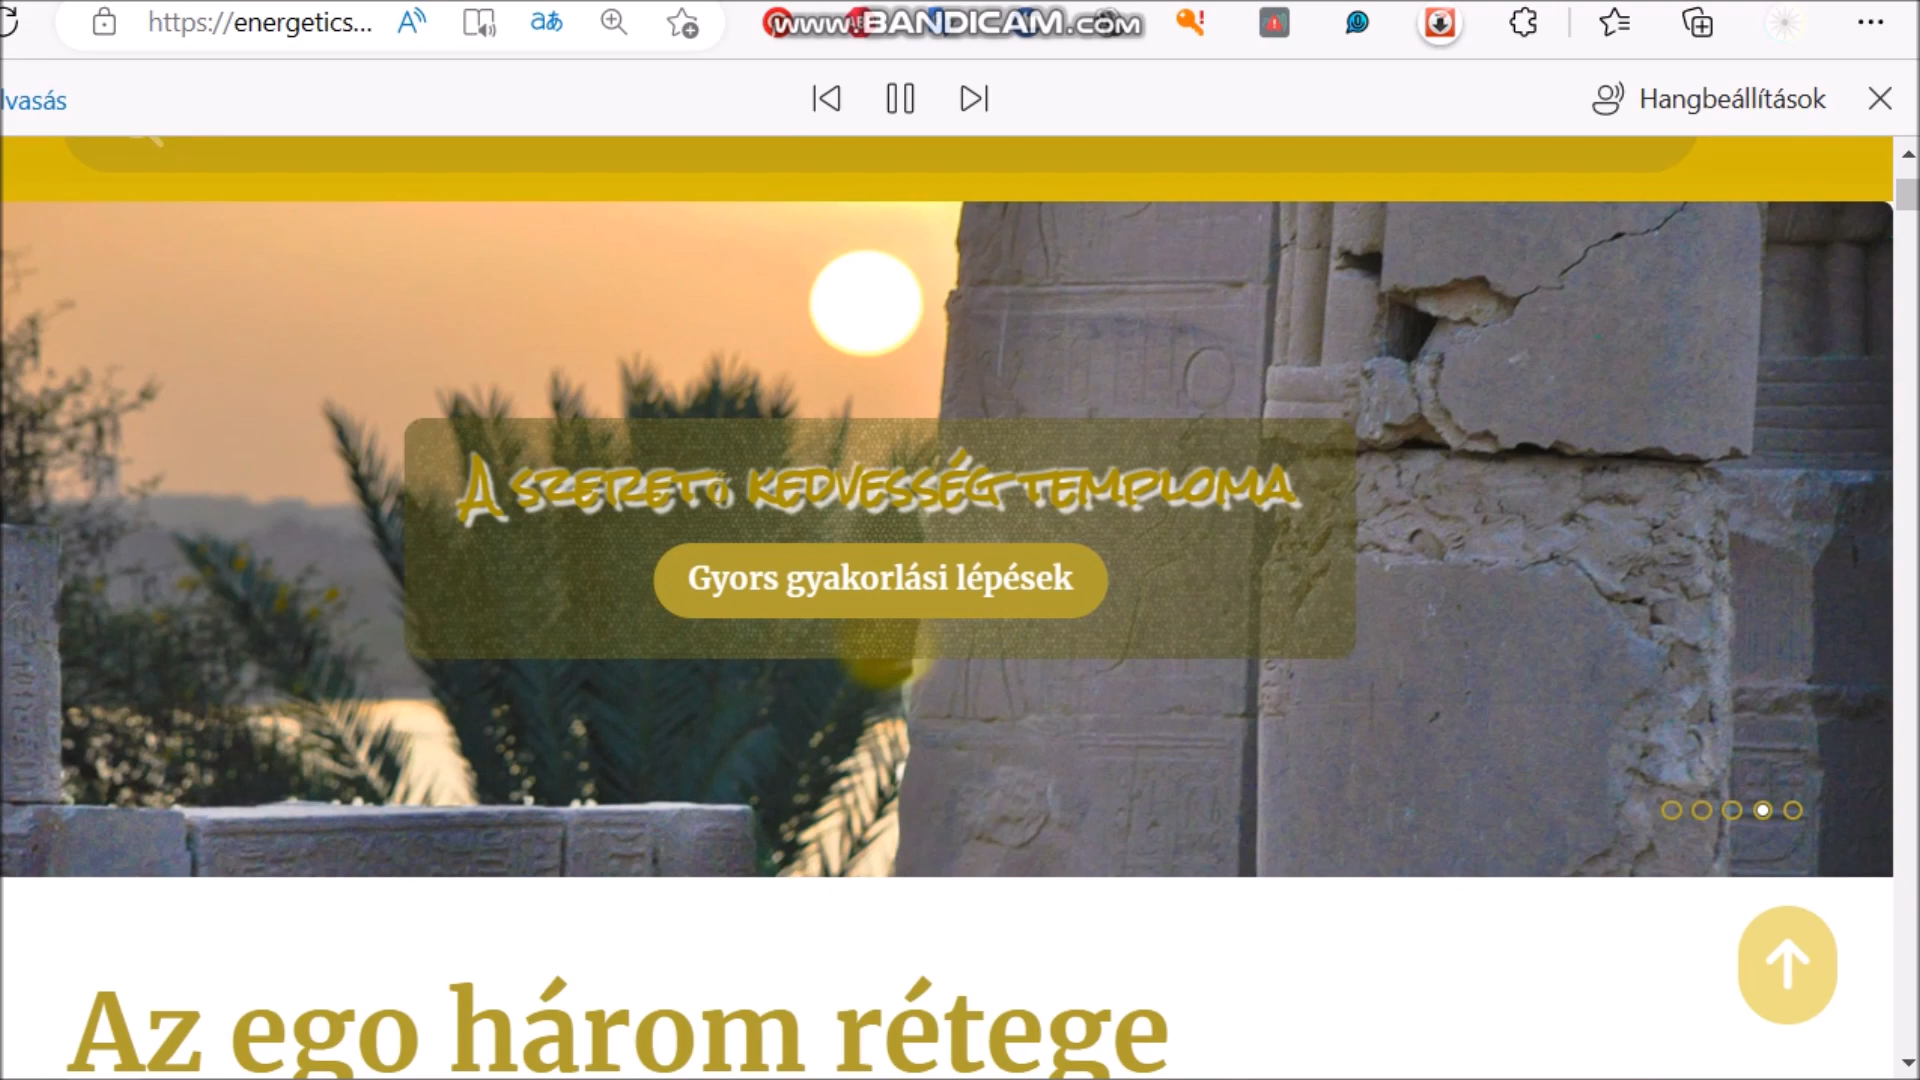 https://energetics...
www.BANDICAM.com
lvasás
Hangbeállítások
A szerető kedvesség temploma
Gyors gyakorlási lépések
Az ego három rétege